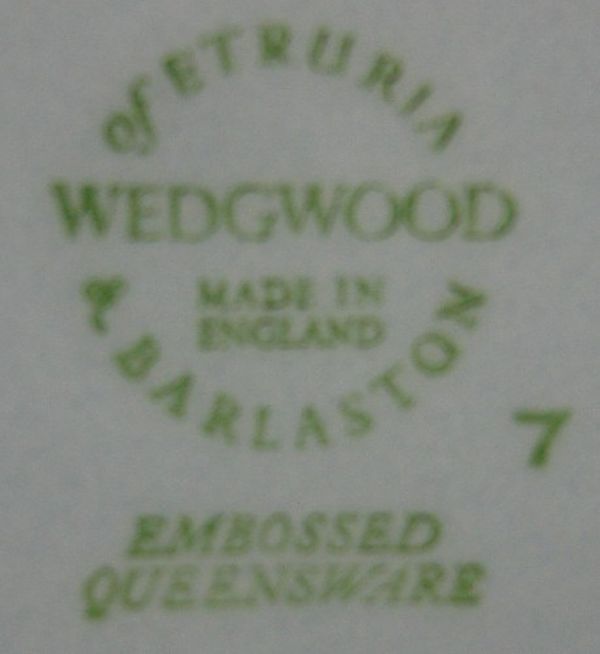 of ETRURIA
WEDGWOOD
MADE IN
ENGLAND
& BARLASTON
7
EMBOSSED
QUEENSWARE